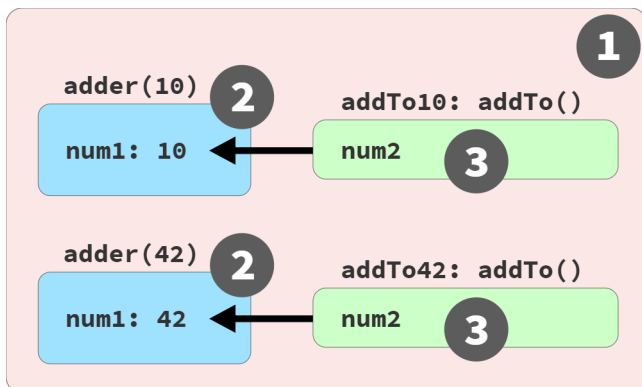 1
adder(10)
2
addTo10: addTo()
num1: 10
num2
3
adder(42)
2
addTo42: addTo()
num1: 42
num2
3